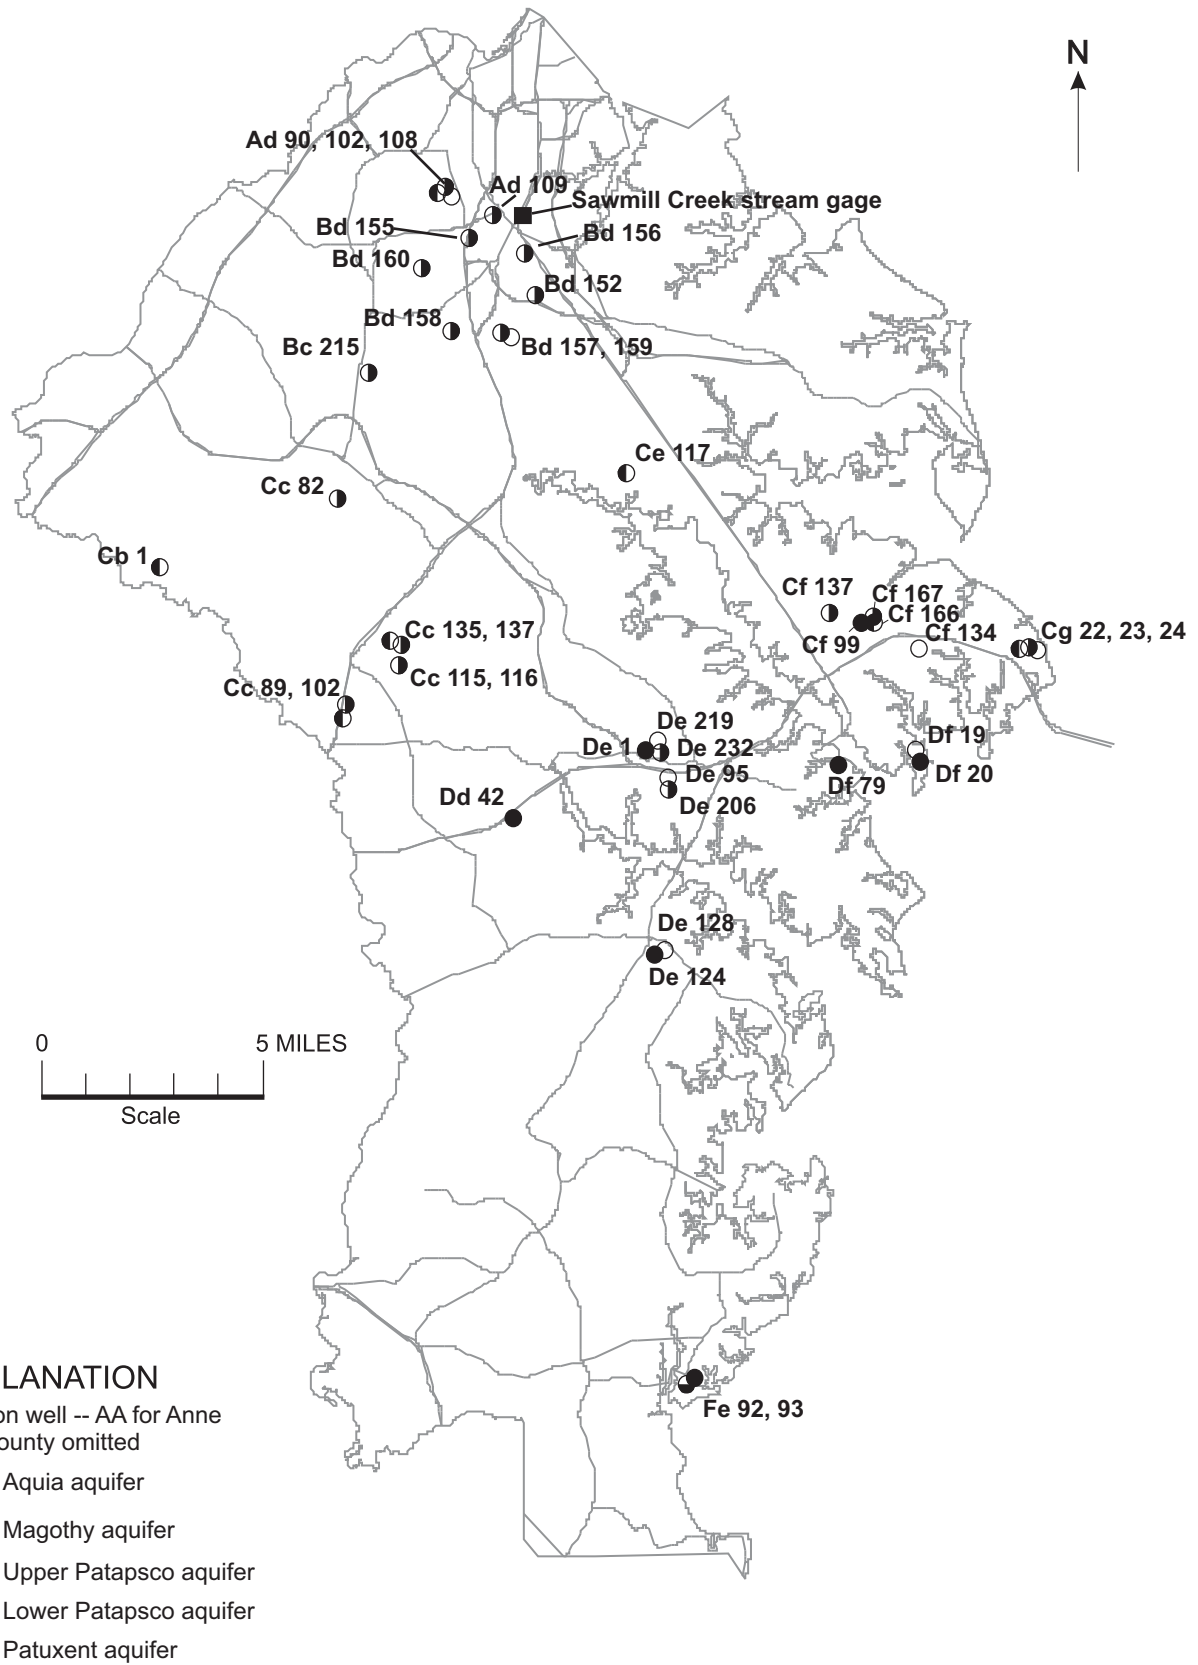 N
Ad 90, 102, 108
Ad 109
Sawmill Creek stream gage
Bd 155
Bd 156
Bd 160
Bd 152
Bd 158
Bd 157, 159
Bc 215
Ce 117
Cc 82
Cb 1
Cf 137
Cf 167
Cf 166
Cf 99
Cf 134
Cg 22, 23, 24
Cc 135, 137
Cc 115, 116
Cc 89, 102
De 219
De 1
De 232
De 95
De 206
Df 19
Df 20
Df 79
Dd 42
De 128
De 124
0 5 MILES
Scale
Fe 92, 93
LANATION
on well -- AA for Anne
ounty omitted
Aquia aquifer
Magothy aquifer
Upper Patapsco aquifer
Lower Patapsco aquifer
Patuxent aquifer